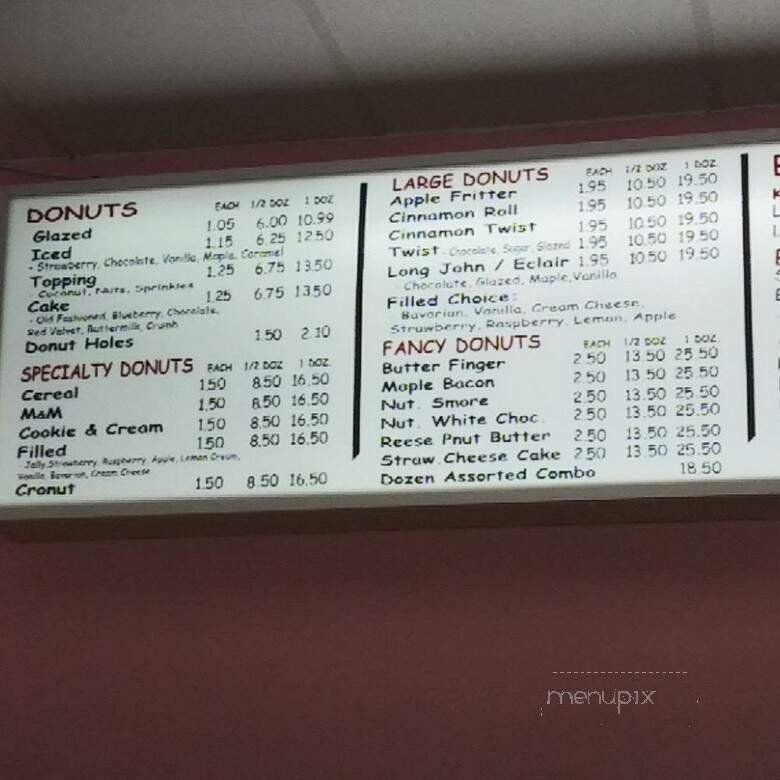 DONUTS EACH 1/2 DOZ 1 DOZ
Glazed 1.05 6.00 10.99
Iced 1.15 6.25 12.50
- Strawberry, Chocolate, Vanilla, Maple, Caramel
Topping 1.25 6.75 13.50
- Coconut, Nuts, Sprinkles
Cake 1.25 6.75 13.50
- Old Fashioned, Blueberry, Chocolate,
Red Valvet, Buttermilk, Crunh
Donut Holes 1.50 2.10
SPECIALTY DONUTS EACH 1/2 DOZ 1 DOZ.
Cereal 1.50 8.50 16.50
M&M 1.50 8.50 16.50
Cookie & Cream 1.50 8.50 16.50
Filled 1.50 8.50 16.50
- Jelly, Strawberry, Raspberry, Apple, Lemon Cream,
Vanilla, Bavarian, Cream Cheese
Cronut 1.50 8.50 16.50
LARGE DONUTS EACH 1/2 DOZ 1 DOZ.
Apple Fritter 1.95 10.50 19.50
Cinnamon Roll 1.95 10.50 19.50
Cinnamon Twist 1.95 10.50 19.50
Twist - Chocolate, Sugar, Glazed 1.95 10.50 19.50
Long John / Eclair 1.95 10.50 19.50
- Chocolate, Glazed, Maple, Vanilla
Filled Choice:
Bavarian, Vanilla, Cream Cheese,
Strawberry, Raspberry, Leman, Apple
FANCY DONUTS EACH 1/2 DOZ 1 DOZ.
Butter Finger 2.50 13.50 25.50
Maple Bacon 2.50 13.50 25.50
Nut. Smore 2.50 13.50 25.50
Nut. White Choc. 2.50 13.50 25.50
Reese Pnut Butter 2.50 13.50 25.50
Straw. Cheese Cake 2.50 13.50 25.50
Dozen Assorted Combo 18.50
menupix